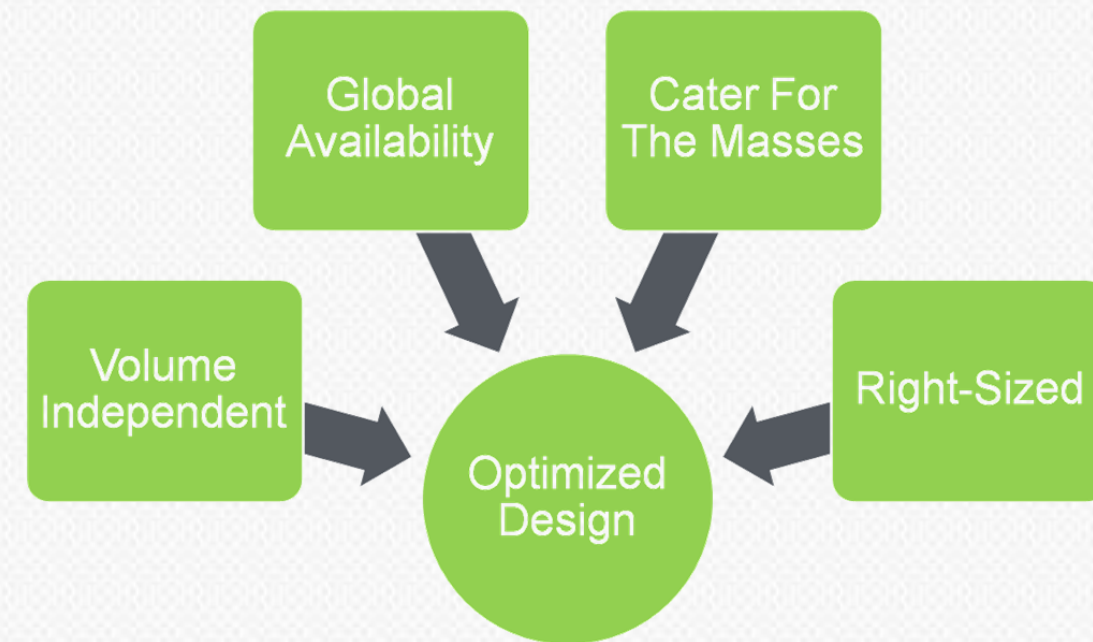 Global
Availability
Cater For
The Masses
Volume
Independent
Right-Sized
Optimized
Design